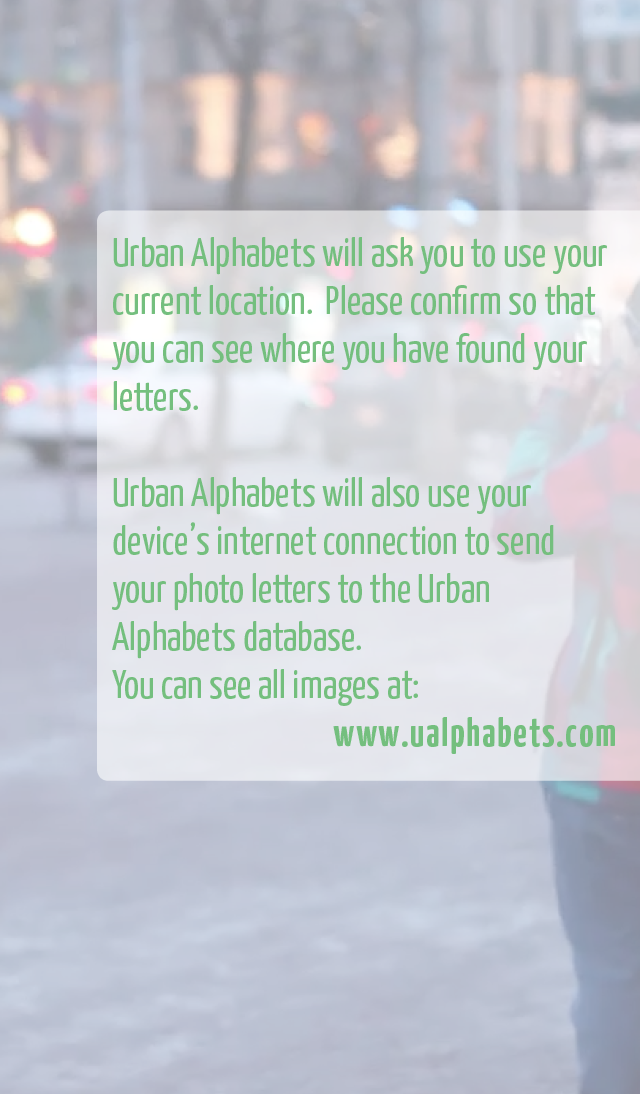 Urban Alphabets will ask you to use your
current location.  Please confirm so that
you can see where you have found your
letters.
Urban Alphabets will also use your
device’s internet connection to send
your photo letters to the Urban
Alphabets database.
You can see all images at:
www.ualphabets.com